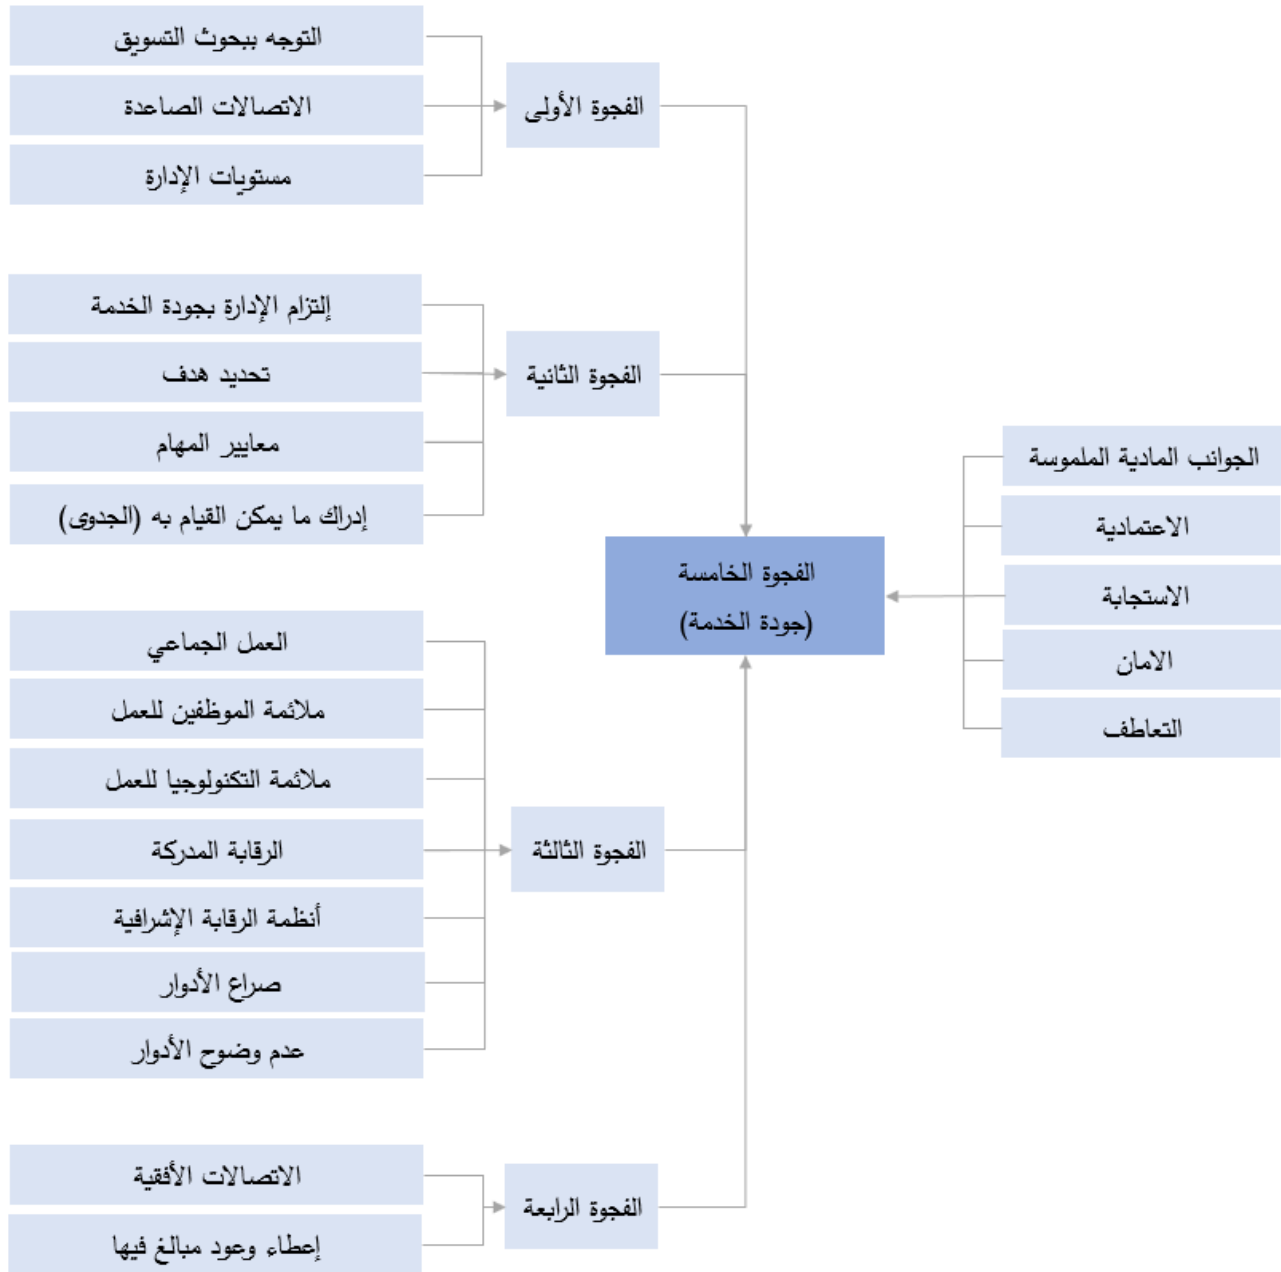 التوجه ببحوث التسويق
الاتصالات الصاعدة
مستويات الإدارة
الفجوة الأولى
إلتزام الإدارة بجودة الخدمة
تحديد هدف
معايير المهام
إدراك ما يمكن القيام به (الجدوى)
الفجوة الثانية
العمل الجماعي
ملائمة الموظفين للعمل
ملائمة التكنولوجيا للعمل
الرقابة المدركة
أنظمة الرقابة الإشرافية
صراع الأدوار
عدم وضوح الأدوار
الفجوة الثالثة
الاتصالات الأفقية
إعطاء وعود مبالغ فيها
الفجوة الرابعة
الفجوة الخامسة
(جودة الخدمة)
الجوانب المادية الملموسة
الاعتمادية
الاستجابة
الامان
التعاطف